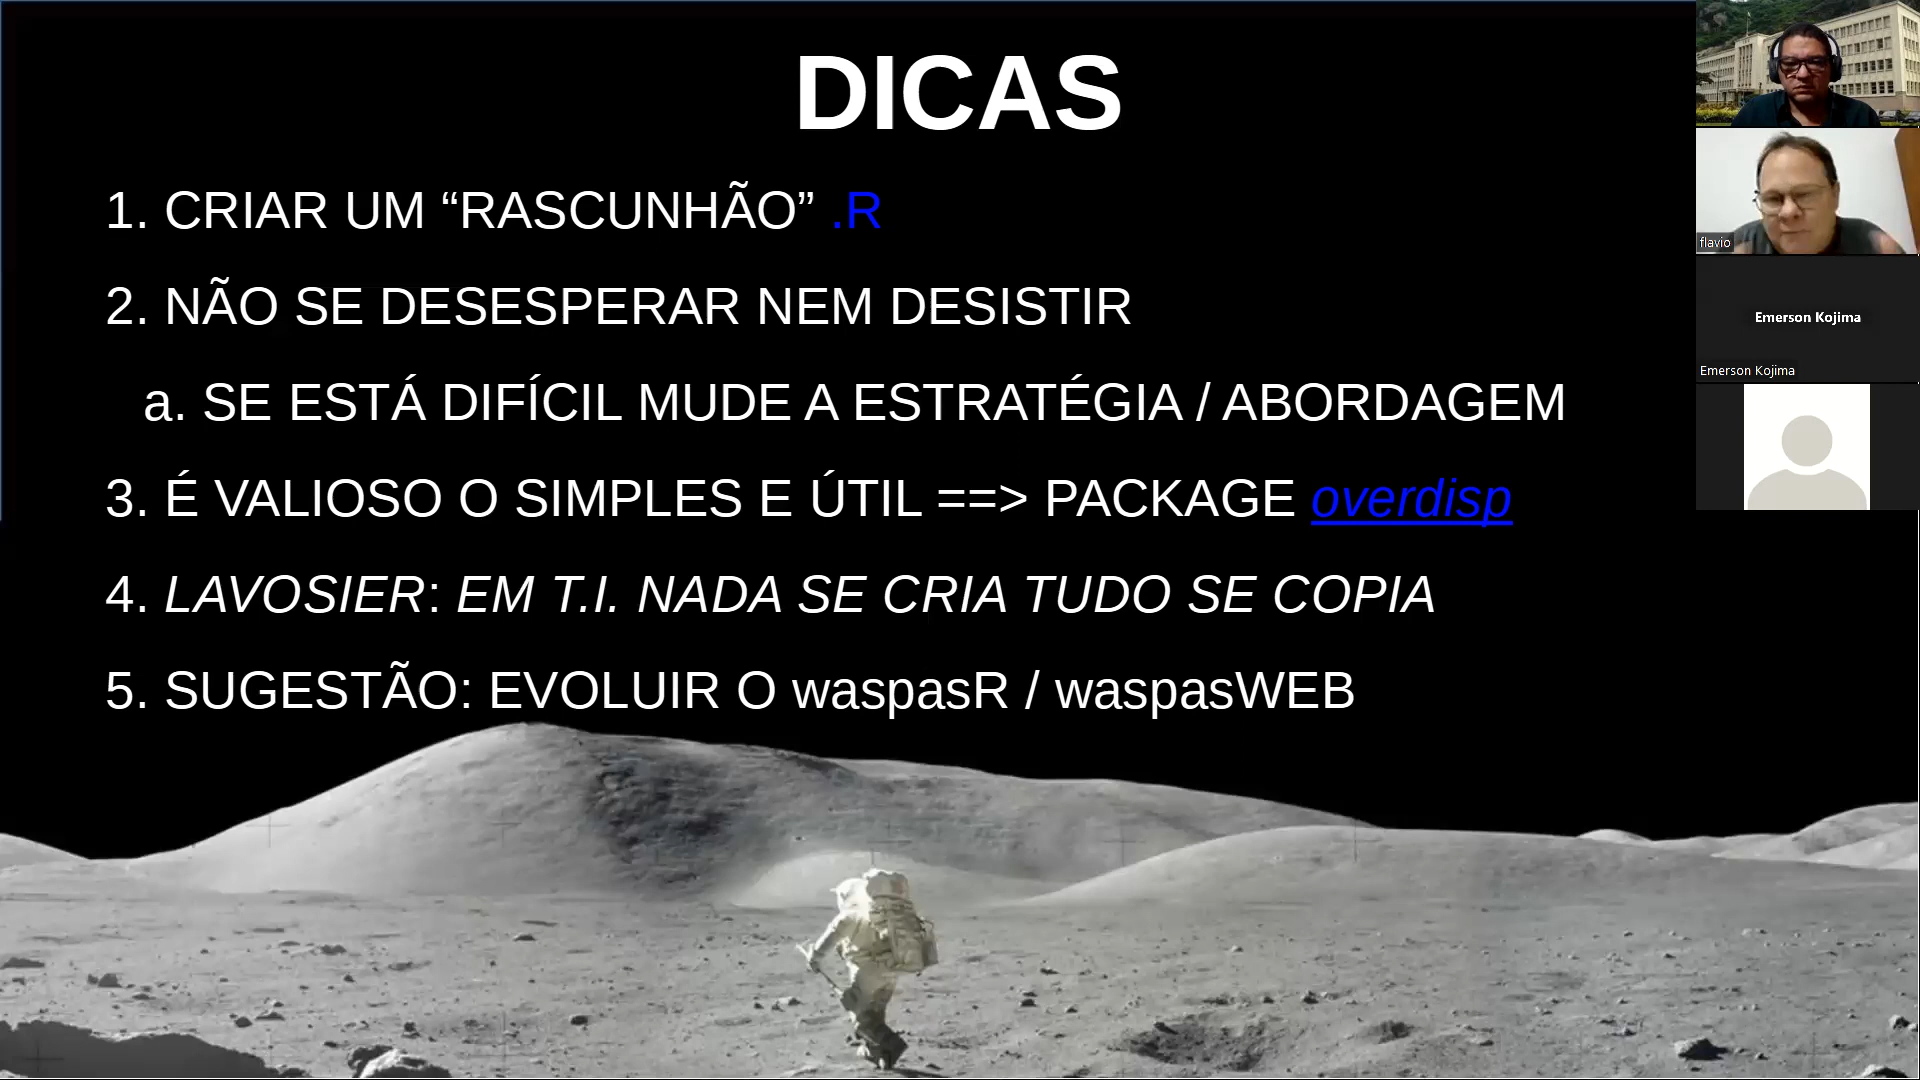 DICAS
1. CRIAR UM “RASCUNHÃO” .R
2. NÃO SE DESESPERAR NEM DESISTIR
a. SE ESTÁ DIFÍCIL MUDE A ESTRATÉGIA / ABORDAGEM
3. É VALIOSO O SIMPLES E ÚTIL ==> PACKAGE overdisp
4. LAVOSIER: EM T.I. NADA SE CRIA TUDO SE COPIA
5. SUGESTÃO: EVOLUIR O waspasR / waspasWEB
flavio
Emerson Kojima
Emerson Kojima